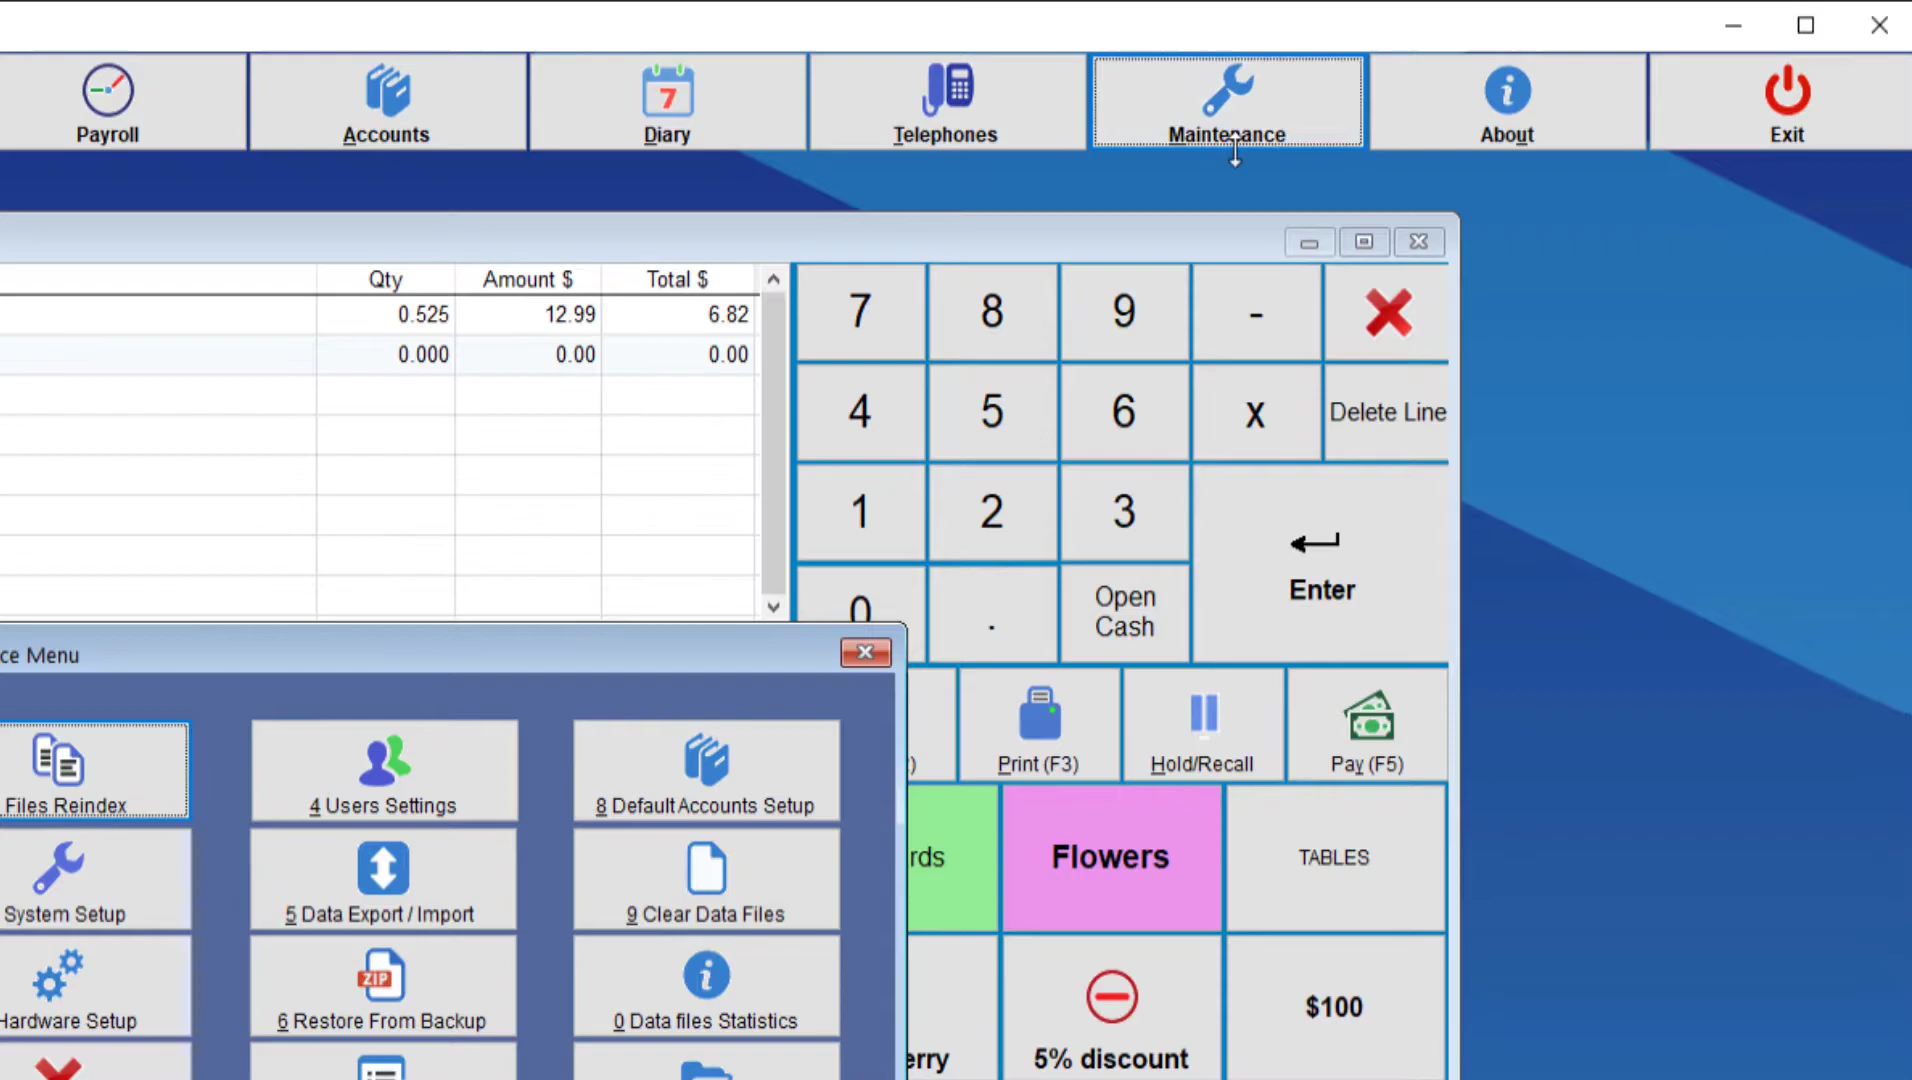 Payroll
Accounts
7
Diary
Telephones
Maintenance
About
Exit
Qty Amount $ Total $
0.525 12.99 6.82
0.000 0.00 0.00
7 8 9 -
4 5 6 X Delete Line
1 2 3
Enter
0 . Open
Cash
ce Menu
Print (F3)
Hold/Recall
Pay (F5)
Files Reindex
4 Users Settings
8 Default Accounts Setup
rds
Flowers
TABLES
System Setup
5 Data Export / Import
9 Clear Data Files
ZIP
Hardware Setup
6 Restore From Backup
0 Data files Statistics
$100
erry
5% discount